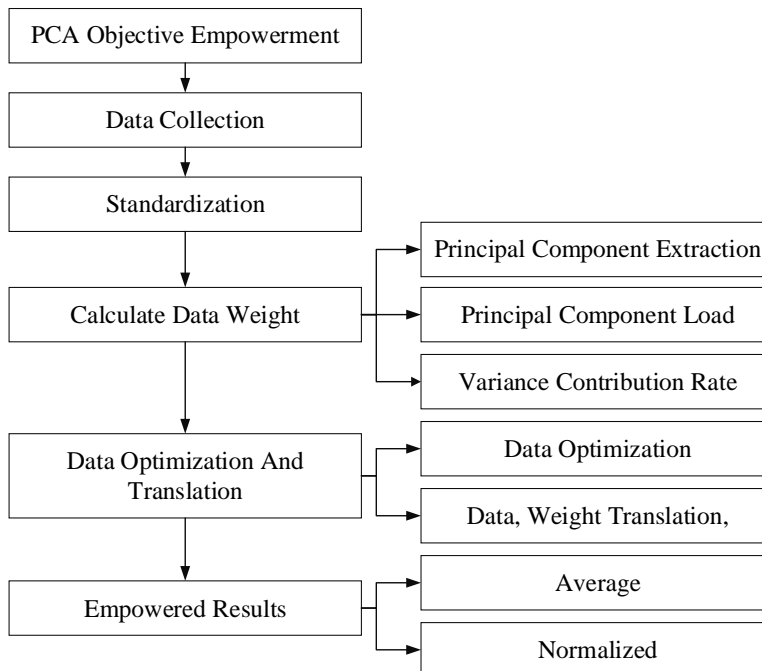 PCA Objective Empowerment
Data Collection
Standardization
Calculate Data Weight
Principal Component Extraction
Principal Component Load
Variance Contribution Rate
Data Optimization And
Translation
Data Optimization
Data, Weight Translation,
Empowered Results
Average
Normalized